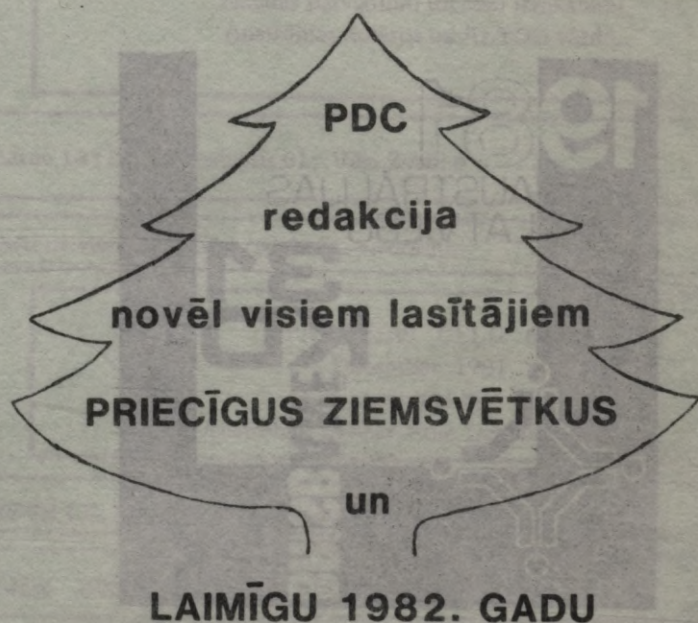 PDC
redakcija
novēl visiem lasītājiem
PRIECĪGUS ZIEMSVĒTKUS
un
LAIMĪGU 1982. GADU